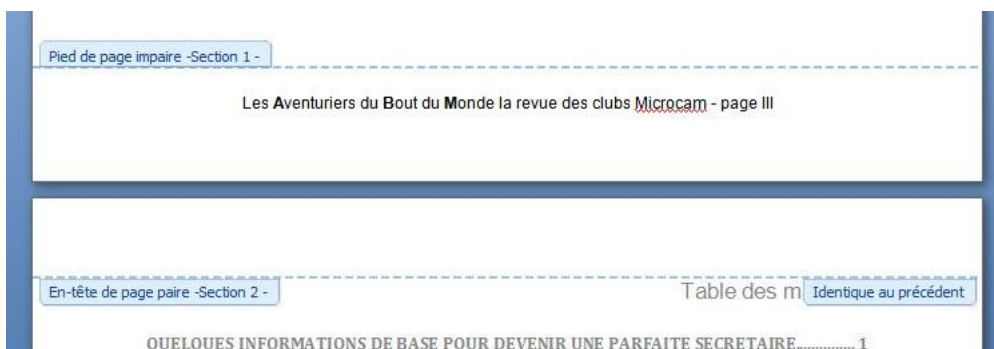 Pied de page impaire -Section 1 -
Les Aventuriers du Bout du Monde la revue des clubs Microcam - page III
En-tête de page paire -Section 2 -
Table des m
Identique au précédent
QUELQUES INFORMATIONS DE BASE POUR DEVENIR UNE PARFAITE SECRETAIRE.............. 1